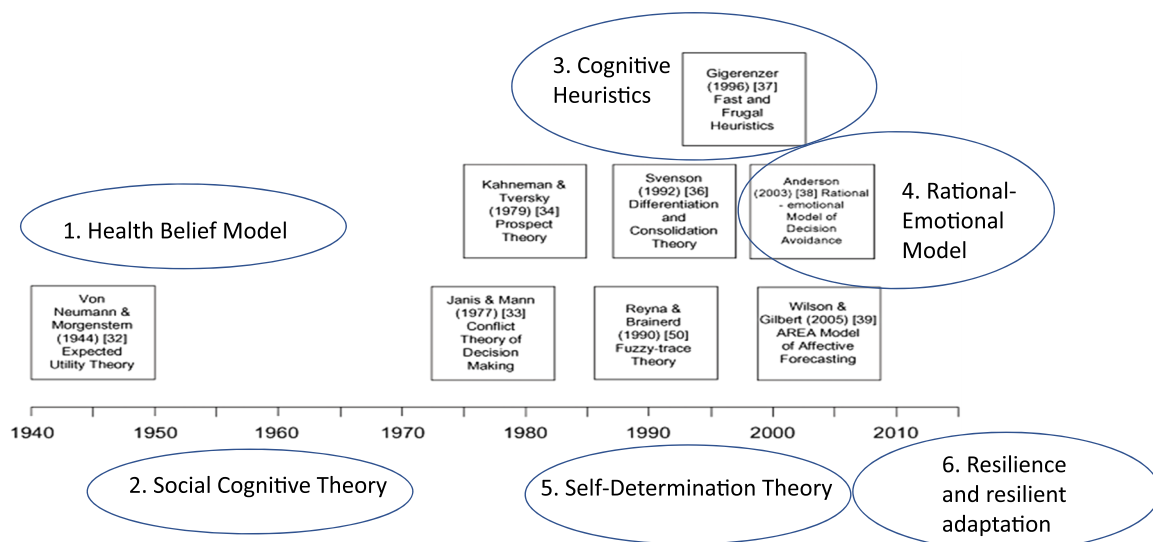 3. Cognitive
Heuristics
Gigerenzer
(1996) [37]
Fast and
Frugal
Heuristics
Kahneman &
Tversky
(1979) [34]
Prospect
Theory
Svenson
(1992) [36]
Differentiation
and
Consolidation
Theory
Anderson
(2003) [38] Rational
- emotional
Model of
Decision
Avoidance
4. Rational-
Emotional
Model
1. Health Belief Model
Von
Neumann &
Morgenstern
(1944) [32]
Expected
Utility Theory
Janis & Mann
(1977) [33]
Conflict
Theory of
Decision
Making
Reyna &
Brainerd
(1990) [50]
Fuzzy-trace
Theory
Wilson &
Gilbert (2005) [39]
AREA Model
of Affective
Forecasting
1940 1950 1960 1970 1980 1990 2000 2010
2. Social Cognitive Theory
5. Self-Determination Theory
6. Resilience
and resilient
adaptation